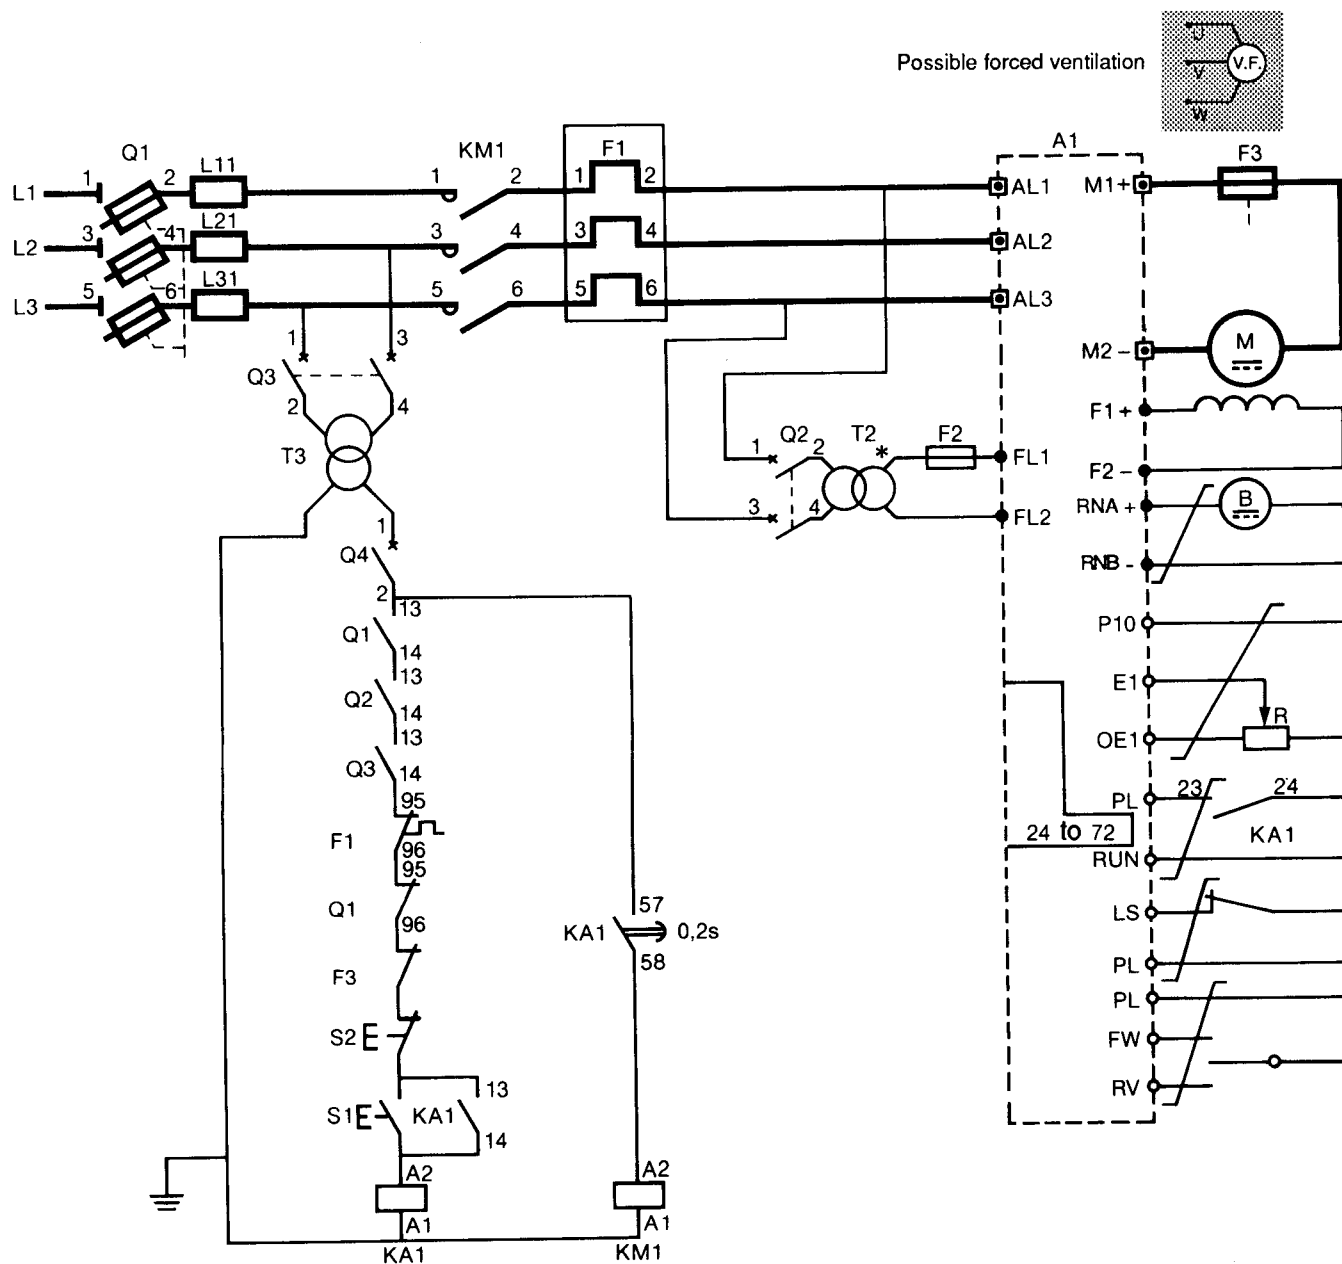 Possible forced ventilation
U
V
V.F.
W
Q1
L11
KM1
F1
A1
F3
L1
1
2
1
2
1
2
AL1
M1+
L2
3
4
L21
3
4
3
4
AL2
L3
5
6
L31
5
6
5
6
AL3
M2 -
M
1
3
Q3
2
4
F1 +
T3
1
Q2
2
T2
*
F2
FL1
F2 -
3
4
FL2
RNA +
B
1
Q4
RNB -
2
13
Q1
14
P10
13
Q2
14
E1
13
R
Q3
14
OE1
95
F1
96
PL
23
24
24 to 72
KA1
RUN
95
Q1
96
57
KA1
0,2s
58
LS
F3
PL
PL
S2
FW
RV
13
S1
KA1
14
A2
A2
A1
A1
KA1
KM1